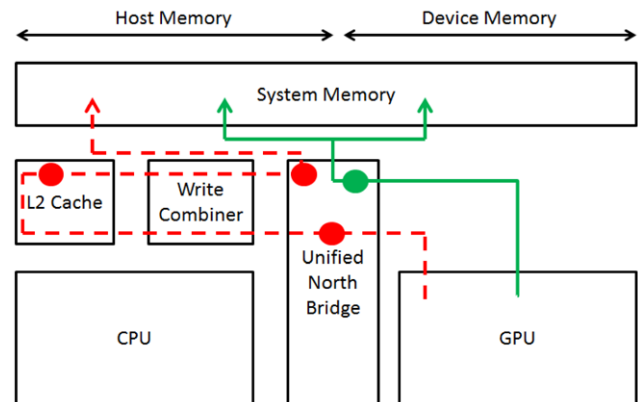 Host Memory
Device Memory
System Memory
L2 Cache
Write
Combiner
Unified
North
Bridge
CPU
GPU